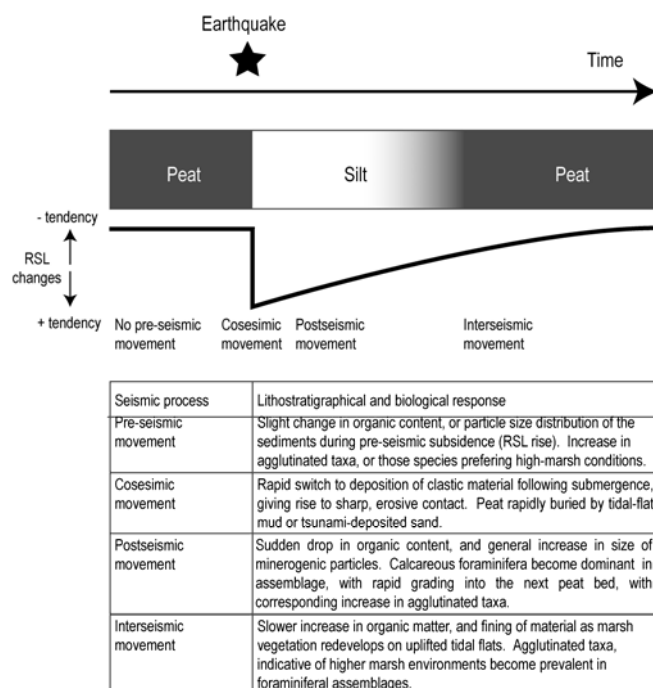 Earthquake
Time
Peat
Silt
Peat
- tendency
RSL
changes
+ tendency
No pre-seismic
movement
Cosesimic
movement
Postseismic
movement
Interseismic
movement
Seismic process
Lithostratigraphical and biological response
Pre-seismic
movement
Slight change in organic content, or particle size distribution of the
sediments during pre-seismic subsidence (RSL rise). Increase in
agglutinated taxa, or those species prefering high-marsh conditions.
Cosesimic
movement
Rapid switch to deposition of clastic material following submergence,
giving rise to sharp, erosive contact. Peat rapidly buried by tidal-flat
mud or tsunami-deposited sand.
Postseismic
movement
Sudden drop in organic content, and general increase in size of
minerogenic particles. Calcareous foraminifera become dominant in
assemblage, with rapid grading into the next peat bed, with
corresponding increase in agglutinated taxa.
Interseismic
movement
Slower increase in organic matter, and fining of material as marsh
vegetation redevelops on uplifted tidal flats. Agglutinated taxa,
indicative of higher marsh environments become prevalent in
foraminiferal assemblages.